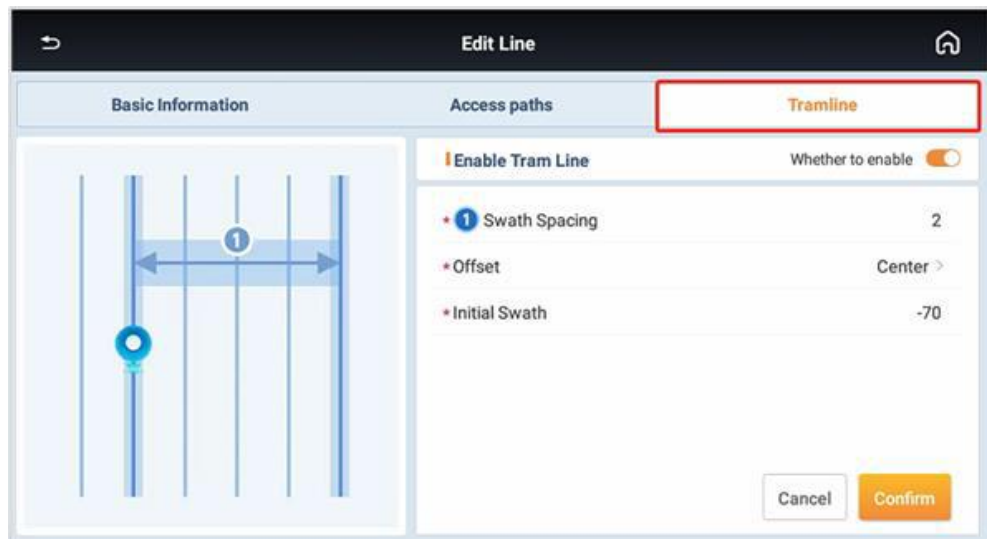 Edit Line
Basic Information Access paths Tramline
Enable Tram Line Whether to enable
* 1 Swath Spacing 2
1
* Offset Center >
* Initial Swath -70
Cancel Confirm